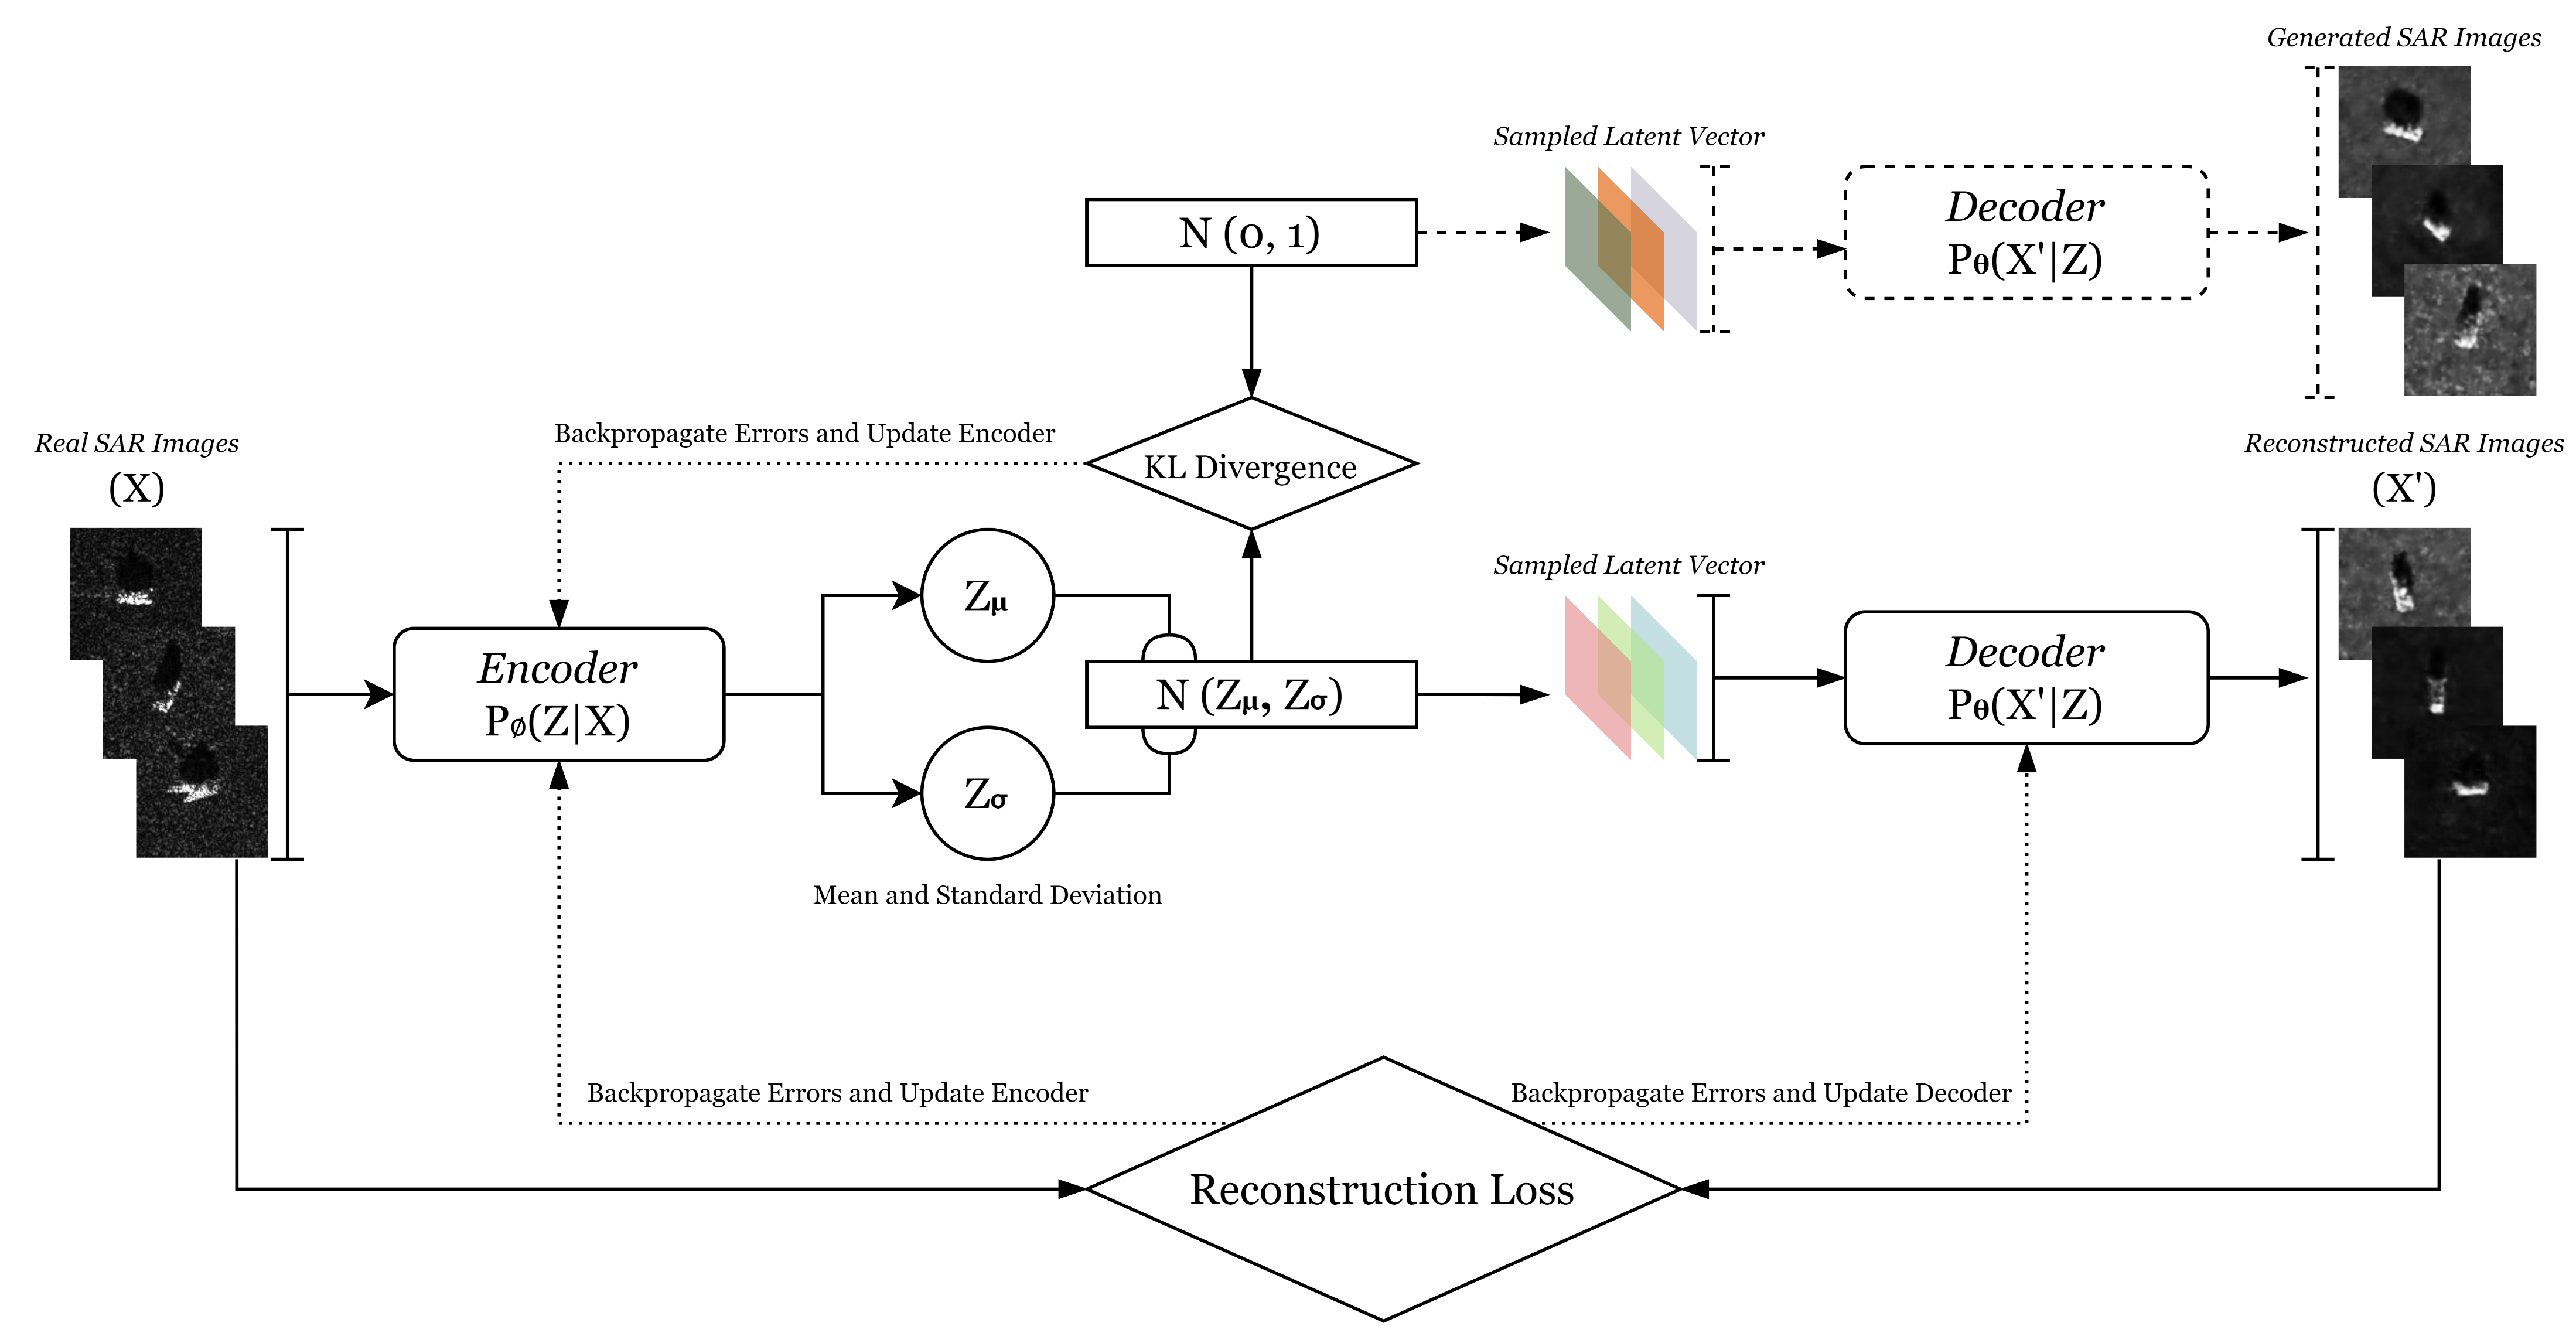 Generated SAR Images
Sampled Latent Vector
N (0, 1)
Decoder
Pθ(X'|Z)
Backpropagate Errors and Update Encoder
KL Divergence
Real SAR Images
(X)
Reconstructed SAR Images
(X')
Encoder
Pø(Z|X)
Zμ
Zσ
Mean and Standard Deviation
N (Zμ, Zσ)
Sampled Latent Vector
Decoder
Pθ(X'|Z)
Backpropagate Errors and Update Encoder
Backpropagate Errors and Update Decoder
Reconstruction Loss